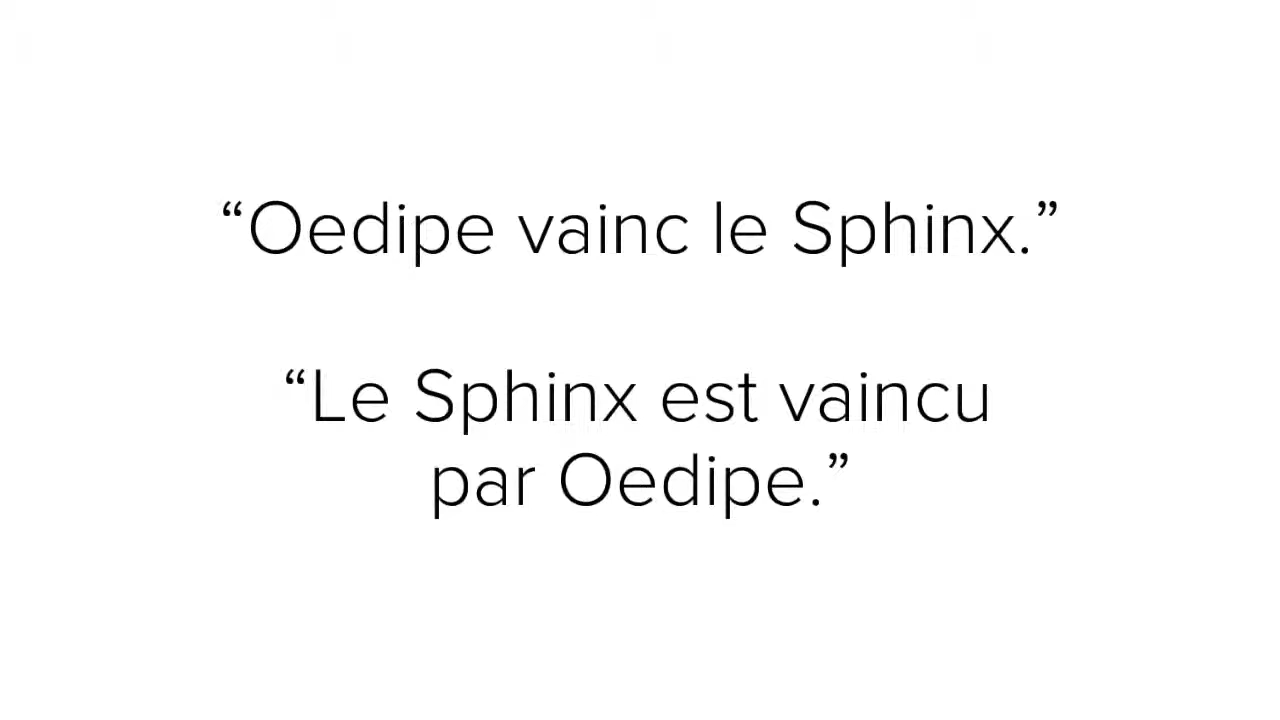 “Oedipe vainc le Sphinx.”
“Le Sphinx est vaincu
par Oedipe.”